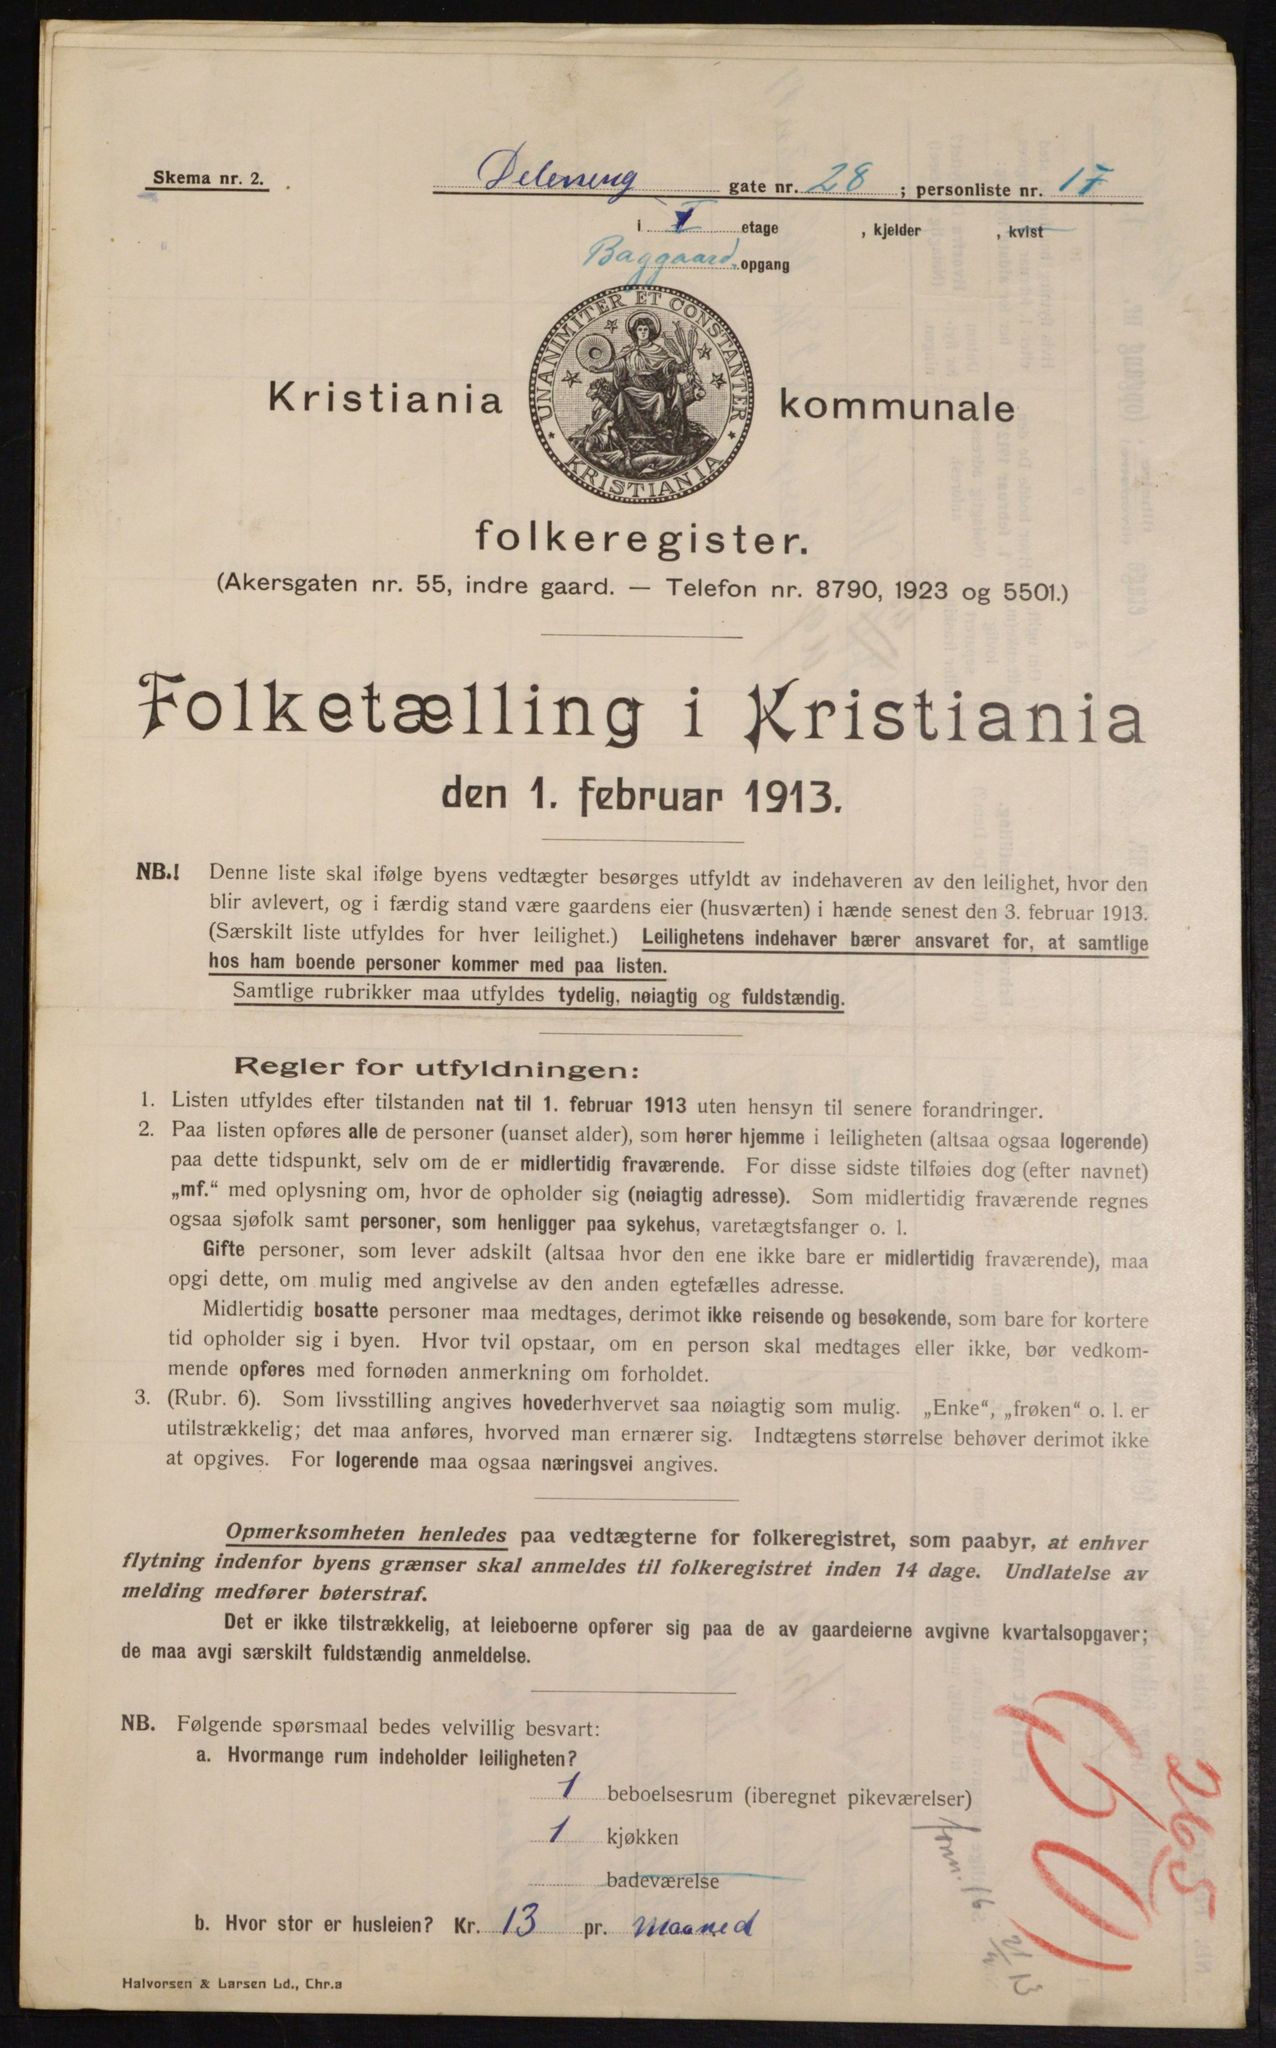 Skema nr. 2.
Delenseng gate nr. 28 ; personliste nr. 17
i I etage , kjelder , kvist
Baggaard opgang
UNANIMITER ET CONSTANTER
KRISTIANIA
Kristiania kommunale
folkeregister.
(Akersgaten nr. 55, indre gaard. — Telefon nr. 8790, 1923 og 5501.)
Folketælling i Kristiania
den 1. februar 1913.
NB.! Denne liste skal ifølge byens vedtægter besørges utfyldt av indehaveren av den leilighet, hvor den
blir avlevert, og i færdig stand være gaardens eier (husværten) i hænde senest den 3. februar 1913.
(Særskilt liste utfyldes for hver leilighet.) Leilighetens indehaver bærer ansvaret for, at samtlige
hos ham boende personer kommer med paa listen.
Samtlige rubrikker maa utfyldes tydelig, nøiagtig og fuldstændig.
Regler for utfyldningen:
1. Listen utfyldes efter tilstanden nat til 1. februar 1913 uten hensyn til senere forandringer.
2. Paa listen opføres alle de personer (uanset alder), som hører hjemme i leiligheten (altsaa ogsaa logerende)
paa dette tidspunkt, selv om de er midlertidig fraværende. For disse sidste tilføies dog (efter navnet)
„mf.“ med oplysning om, hvor de opholder sig (nøiagtig adresse). Som midlertidig fraværende regnes
ogsaa sjøfolk samt personer, som henligger paa sykehus, varetægtsfanger o. l.
Gifte personer, som lever adskilt (altsaa hvor den ene ikke bare er midlertidig fraværende), maa
opgi dette, om mulig med angivelse av den anden egtefælles adresse.
Midlertidig bosatte personer maa medtages, derimot ikke reisende og besøkende, som bare for kortere
tid opholder sig i byen. Hvor tvil opstaar, om en person skal medtages eller ikke, bør vedkom-
mende opføres med fornøden anmerkning om forholdet.
3. (Rubr. 6). Som livsstilling angives hovederhvervet saa nøiagtig som mulig. „Enke“, „frøken“ o. l. er
utilstrækkelig; det maa anføres, hvorved man ernærer sig. Indtægtens størrelse behøver derimot ikke
at opgives. For logerende maa ogsaa næringsvei angives.
Opmerksomheten henledes paa vedtægterne for folkeregistret, som paabyr, at enhver
flytning indenfor byens grænser skal anmeldes til folkeregistret inden 14 dage. Undlatelse av
melding medfører bøterstraf.
Det er ikke tilstrækkelig, at leieboerne opfører sig paa de av gaardeierne avgivne kvartalsopgaver;
de maa avgi særskilt fuldstændig anmeldelse.
NB. Følgende spørsmaal bedes velvillig besvart:
a. Hvormange rum indeholder leiligheten?
1 beboelsesrum (iberegnet pikeværelser)
1 kjøkken
badeværelse
b. Hvor stor er husleien? Kr. 13 pr. Maaned
265
(50)
Halvorsen & Larsen Ld., Chr.a